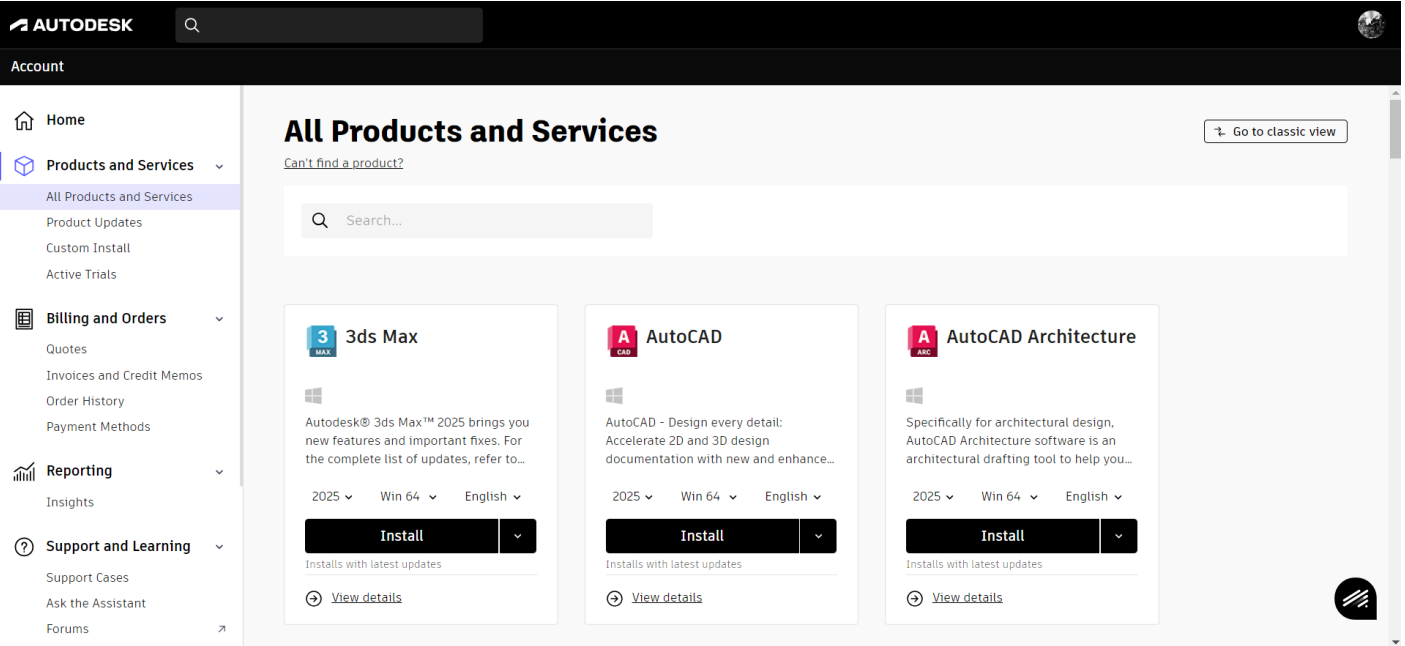 AUTODESK
Account
Home
Products and Services
All Products and Services
Product Updates
Custom Install
Active Trials
Billing and Orders
Quotes
Invoices and Credit Memos
Order History
Payment Methods
Reporting
Insights
Support and Learning
Support Cases
Ask the Assistant
Forums
All Products and Services
Go to classic view
Can't find a product?
Search...
3
MAX
3ds Max
Autodesk® 3ds Max™ 2025 brings you
new features and important fixes. For
the complete list of updates, refer to...
2025 Win 64 English
Install
Installs with latest updates
View details
A
CAD
AutoCAD
AutoCAD - Design every detail:
Accelerate 2D and 3D design
documentation with new and enhance...
2025 Win 64 English
Install
Installs with latest updates
View details
A
ARC
AutoCAD Architecture
Specifically for architectural design,
AutoCAD Architecture software is an
architectural drafting tool to help you...
2025 Win 64 English
Install
Installs with latest updates
View details